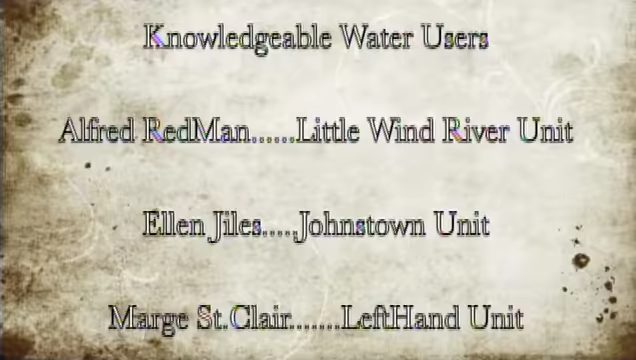 Knowledgeable Water Users
Alfred RedMan......Little Wind River Unit
Ellen Jiles.....Johnstown Unit
Marge St.Clair.......LeftHand Unit